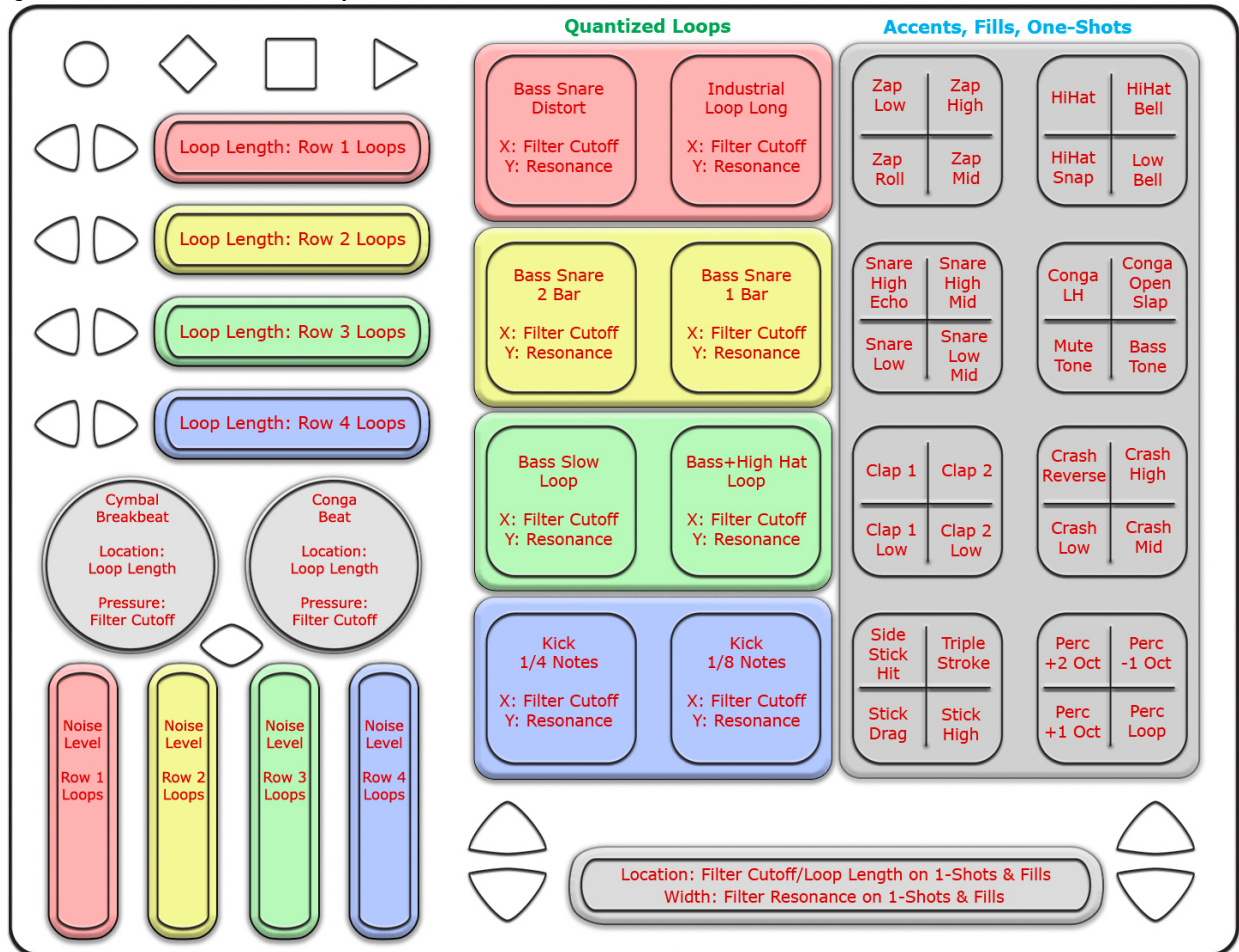 Quantized Loops
Accents, Fills, One-Shots
Loop Length: Row 1 Loops
Loop Length: Row 2 Loops
Loop Length: Row 3 Loops
Loop Length: Row 4 Loops
Cymbal
Breakbeat
Location:
Loop Length
Pressure:
Filter Cutoff
Conga
Beat
Location:
Loop Length
Pressure:
Filter Cutoff
Noise
Level
Row 1
Loops
Noise
Level
Row 2
Loops
Noise
Level
Row 3
Loops
Noise
Level
Row 4
Loops
Bass Snare
Distort
X: Filter Cutoff
Y: Resonance
Industrial
Loop Long
X: Filter Cutoff
Y: Resonance
Bass Snare
2 Bar
X: Filter Cutoff
Y: Resonance
Bass Snare
1 Bar
X: Filter Cutoff
Y: Resonance
Bass Slow
Loop
X: Filter Cutoff
Y: Resonance
Bass+High Hat
Loop
X: Filter Cutoff
Y: Resonance
Kick
1/4 Notes
X: Filter Cutoff
Y: Resonance
Kick
1/8 Notes
X: Filter Cutoff
Y: Resonance
Zap
Low
Zap
High
Zap
Roll
Zap
Mid
HiHat
HiHat
Bell
HiHat
Snap
Low
Bell
Snare
High
Echo
Snare
High
Mid
Snare
Low
Snare
Low
Mid
Conga
LH
Conga
Open
Slap
Mute
Tone
Bass
Tone
Clap 1
Clap 2
Clap 1
Low
Clap 2
Low
Crash
Reverse
Crash
High
Crash
Low
Crash
Mid
Side
Stick
Hit
Triple
Stroke
Stick
Drag
Stick
High
Perc
+2 Oct
Perc
-1 Oct
Perc
+1 Oct
Perc
Loop
Location: Filter Cutoff/Loop Length on 1-Shots & Fills
Width: Filter Resonance on 1-Shots & Fills